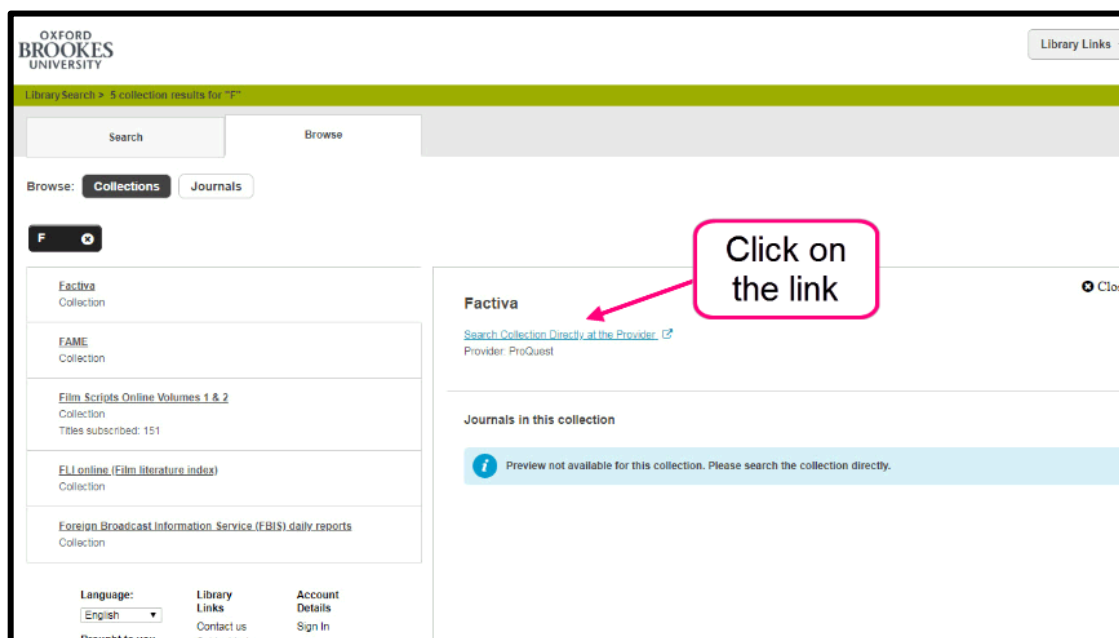 OXFORD
BROOKES
UNIVERSITY
Library Links
LibrarySearch > 5 collection results for "F"
Search
Browse
Browse: Collections Journals
F
Factiva
Collection
FAME
Collection
Film Scripts Online Volumes 1 & 2
Collection
Titles subscribed: 151
FLI online (Film literature index)
Collection
Foreign Broadcast Information Service (FBIS) daily reports
Collection
Click on
the link
Factiva
Search Collection Directly at the Provider
Provider: ProQuest
Journals in this collection
i Preview not available for this collection. Please search the collection directly.
Language:
English
Library
Links
Contact us
Account
Details
Sign In